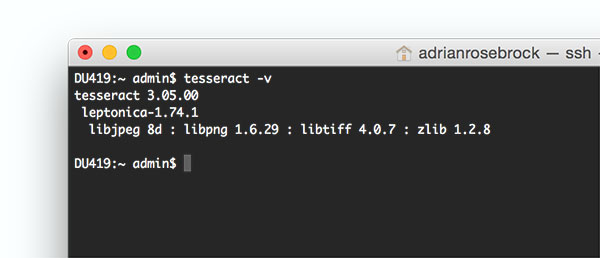 adrianrosebrock — ssh
DU419:~ admin$ tesseract -v
tesseract 3.05.00
leptonica-1.74.1
libjpeg 8d : libpng 1.6.29 : libtiff 4.0.7 : zlib 1.2.8
DU419:~ admin$